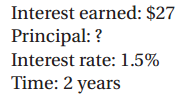 Interest earned: $27
Principal: ?
Interest rate: 1.5%
Time: 2 years